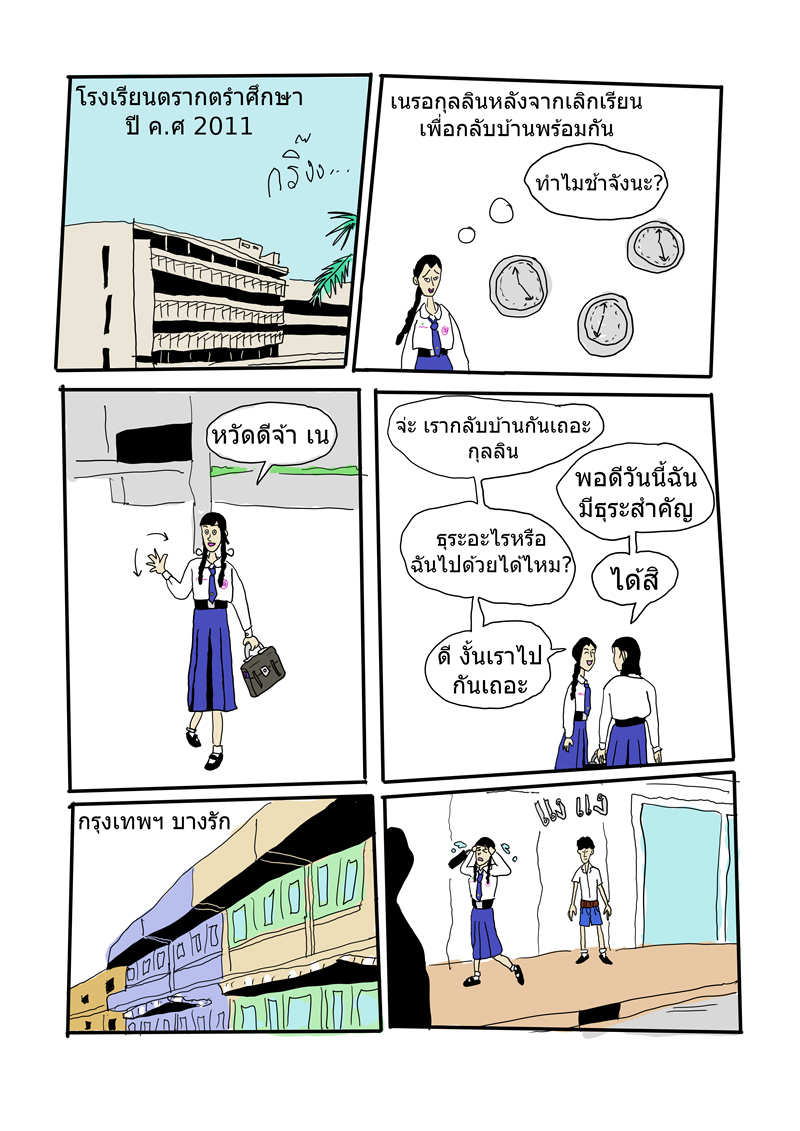 โรงเรียนตรากตรำศึกษา
ปี ค.ศ 2011
กริ๊งง...
เนรอกุลลินหลังจากเลิกเรียน
เพื่อกลับบ้านพร้อมกัน
ทำไมช้าจังนะ?
หวัดดีจ้า เน
จ่ะ เรากลับบ้านกันเถอะ
กุลลิน
พอดีวันนี้ฉัน
มีธุระสำคัญ
ธุระอะไรหรือ
ฉันไปด้วยได้ไหม?
ได้สิ
ดี งั้นเราไป
กันเถอะ
กรุงเทพฯ บางรัก
แง แง